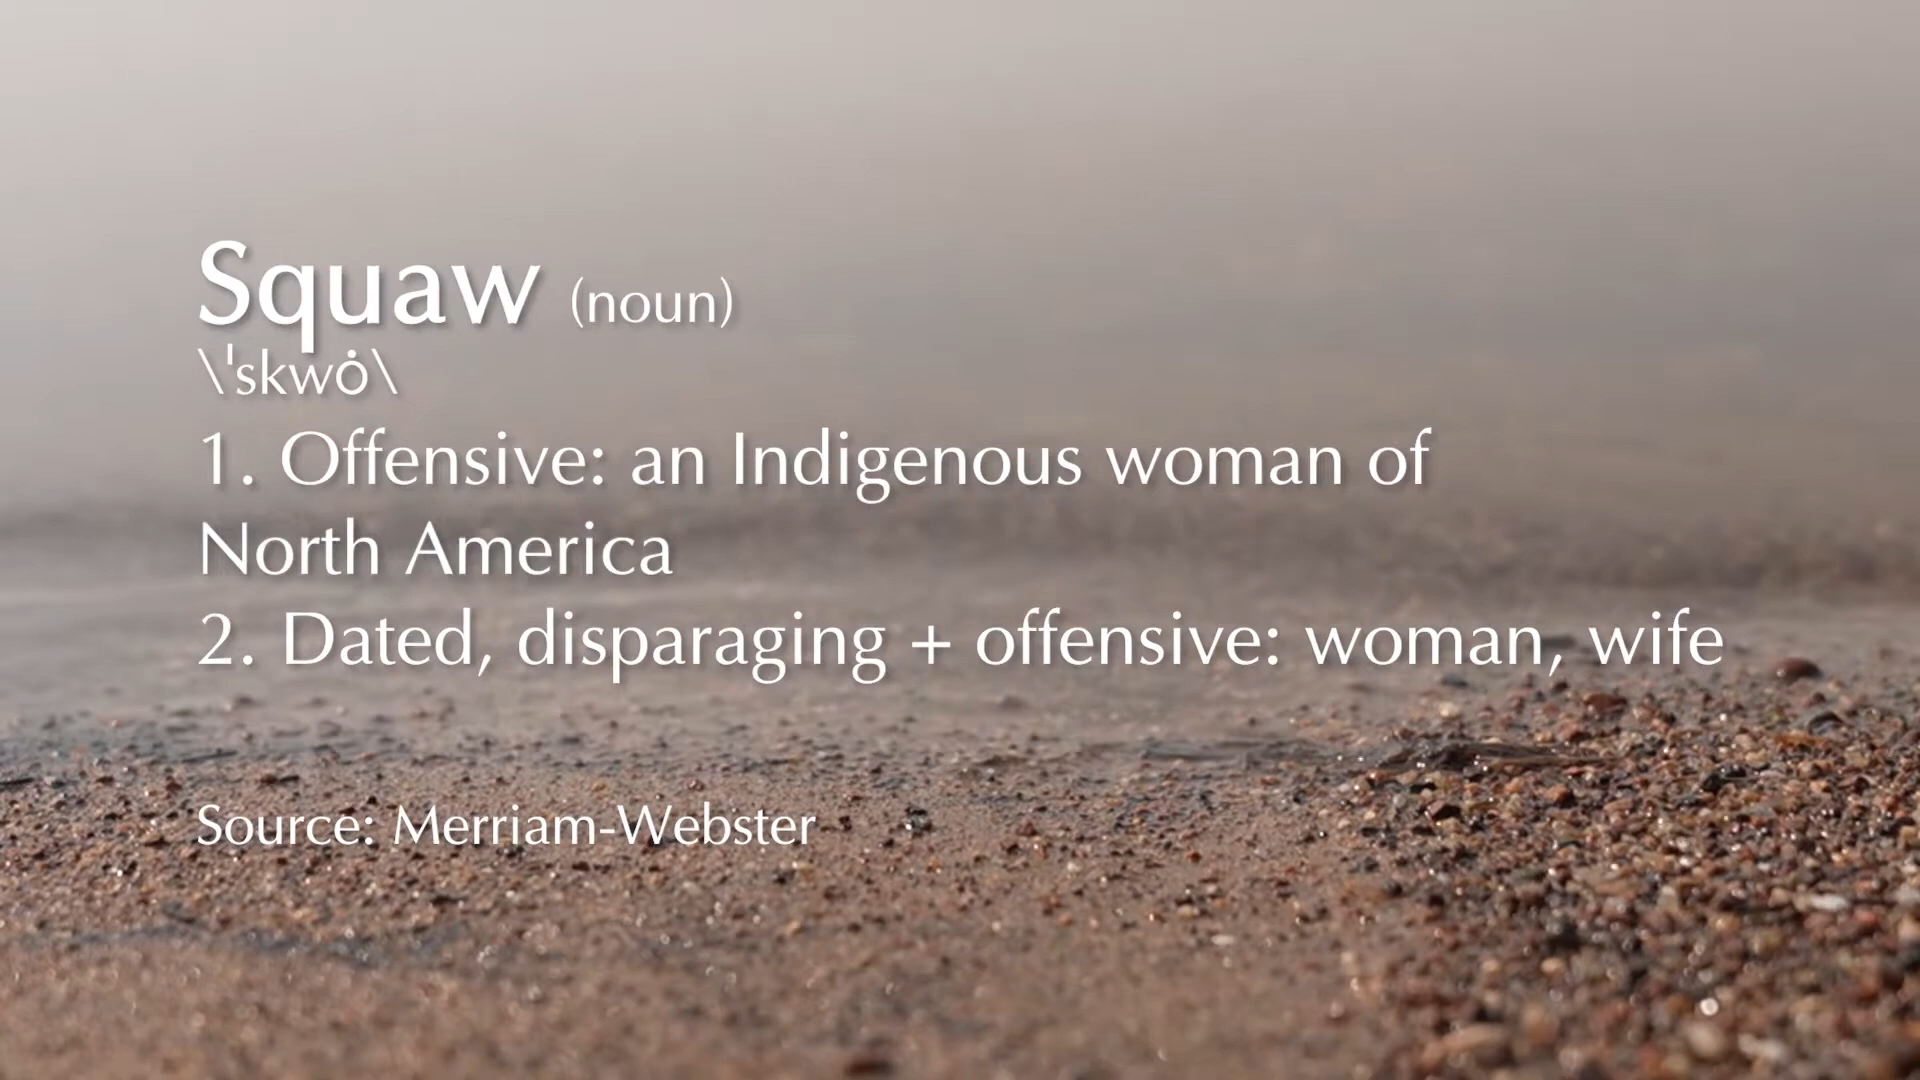 Squaw (noun)
\ˈskwȯ\
1. Offensive: an Indigenous woman of
North America
2. Dated, disparaging + offensive: woman, wife
Source: Merriam-Webster